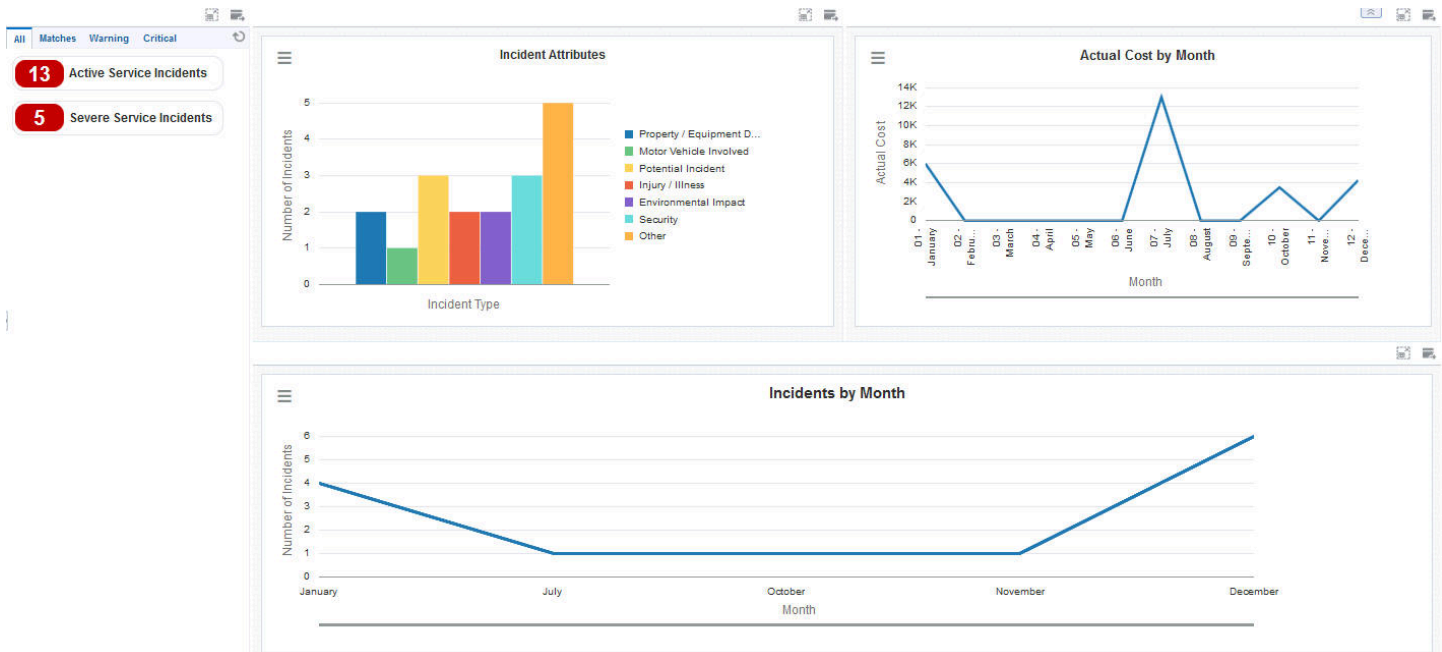 All Matches Warning Critical
13 Active Service Incidents
5 Severe Service Incidents
Incident Attributes
Number of Incidents
5
4
3
2
1
0
Incident Type
Property / Equipment D...
Motor Vehicle Involved
Potential Incident
Injury / Illness
Environmental Impact
Security
Other
Actual Cost by Month
Actual Cost
14K
12K
10K
8K
6K
4K
2K
0
01 -
January
02 -
Febru...
03 -
March
04 -
April
05 -
May
06 -
June
07 -
July
08 -
August
09 -
Septe...
10 -
October
11 -
Nove...
12 -
Dece...
Month
Incidents by Month
Number of Incidents
6
5
4
3
2
1
0
January July October November December
Month